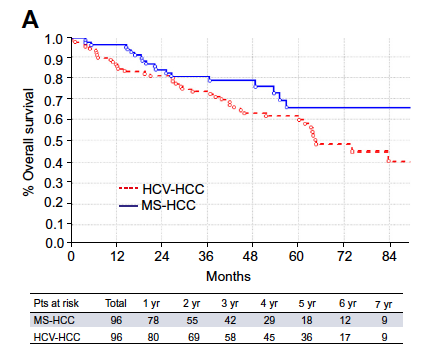 A
1.0
0.9
0.8
0.7
0.6
0.5
0.4
0.3
0.2
0.1
0.0
% Overall survival
HCV-HCC
MS-HCC
0 12 24 36 48 60 72 84
Months
Pts at risk Total 1 yr 2 yr 3 yr 4 yr 5 yr 6 yr 7 yr
MS-HCC 96 78 55 42 29 18 12 9
HCV-HCC 96 80 69 58 45 36 17 9